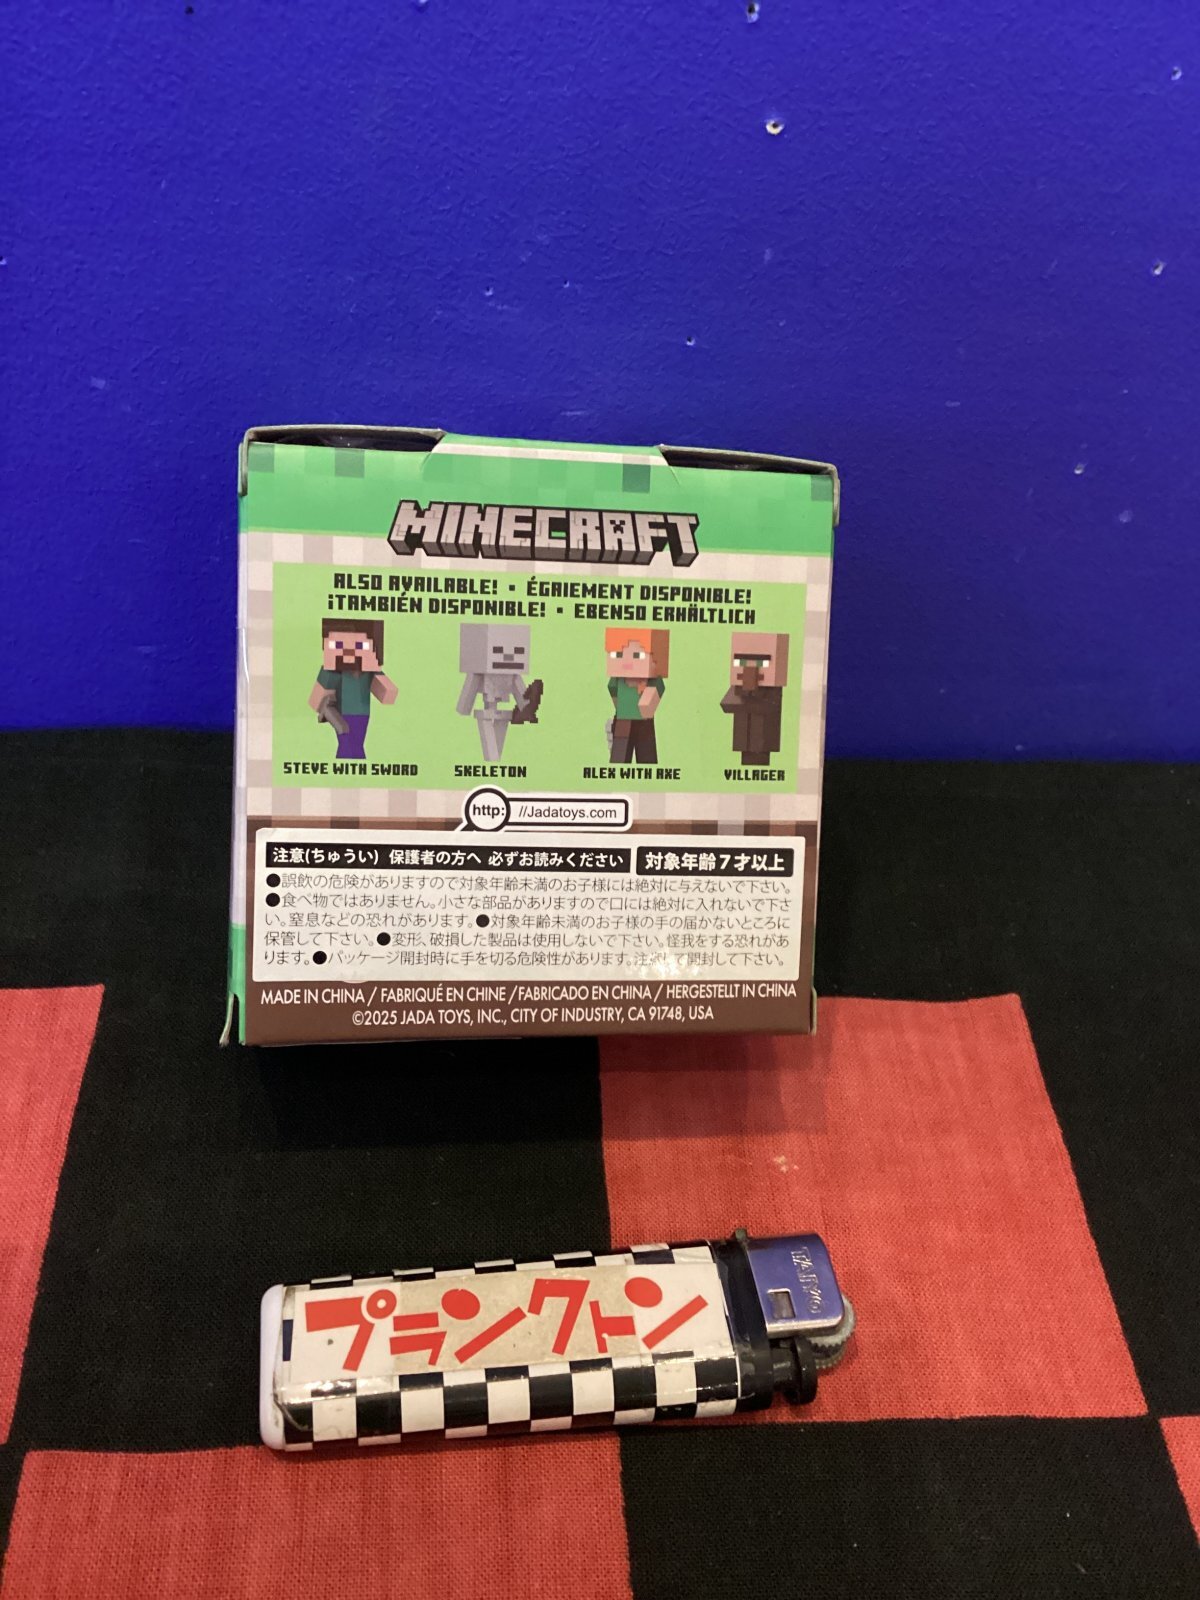 MINECRAFT
ALSO AVAILABLE! ▪ ÉGAlEMENT DISPONIBLE!
¡TAMBIÉN DISPONIBLE! ▪ EBENSO ERHÄLTLICH
STEVE WITH SWORD
SKELETON
ALEX WITH AXE
VILLAGER
http: //Jadatoys.com
注意(ちゅうい) 保護者の方へ 必ずお読みください
対象年齢7才以上
●誤飲の危険がありますので対象年齢未満のお子様には絶対に与えないで下さい。
●食べ物ではありません。小さな部品がありますので口には絶対に入れないで下さ
い。窒息などの恐れがあります。●対象年齢未満のお子様の手の届かないところに
保管して下さい。●変形、破損した製品は使用しないで下さい。怪我をする恐れがあ
ります。●パッケージ開封時に手を切る危険性があります。注意して開封して下さい。
MADE IN CHINA / FABRIQUÉ EN CHINE /FABRICADO EN CHINA / HERGESTELLT IN CHINA
©2025 JADA TOYS, INC., CITY OF INDUSTRY, CA 91748, USA
プランクトン